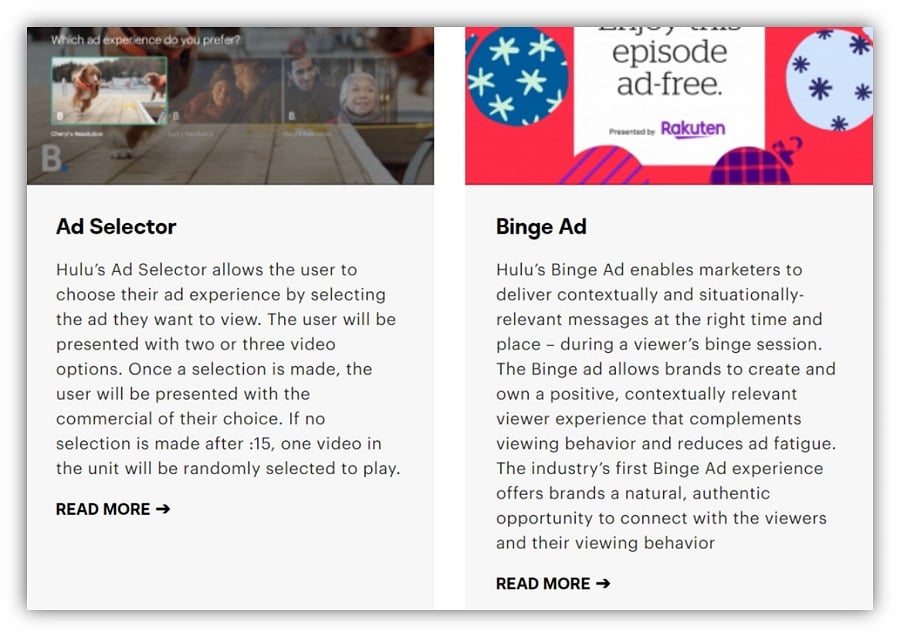 Which ad experience do you prefer?
B
B.
B.
Cheryl's Resolution
B
Ad Selector
Hulu’s Ad Selector allows the user to
choose their ad experience by selecting
the ad they want to view. The user will be
presented with two or three video
options. Once a selection is made, the
user will be presented with the
commercial of their choice. If no
selection is made after :15, one video in
the unit will be randomly selected to play.
READ MORE ➔
Enjoy this
episode
ad-free.
Presented by Rakuten
Binge Ad
Hulu’s Binge Ad enables marketers to
deliver contextually and situationally-
relevant messages at the right time and
place – during a viewer’s binge session.
The Binge ad allows brands to create and
own a positive, contextually relevant
viewer experience that complements
viewing behavior and reduces ad fatigue.
The industry’s first Binge Ad experience
offers brands a natural, authentic
opportunity to connect with the viewers
and their viewing behavior
READ MORE ➔